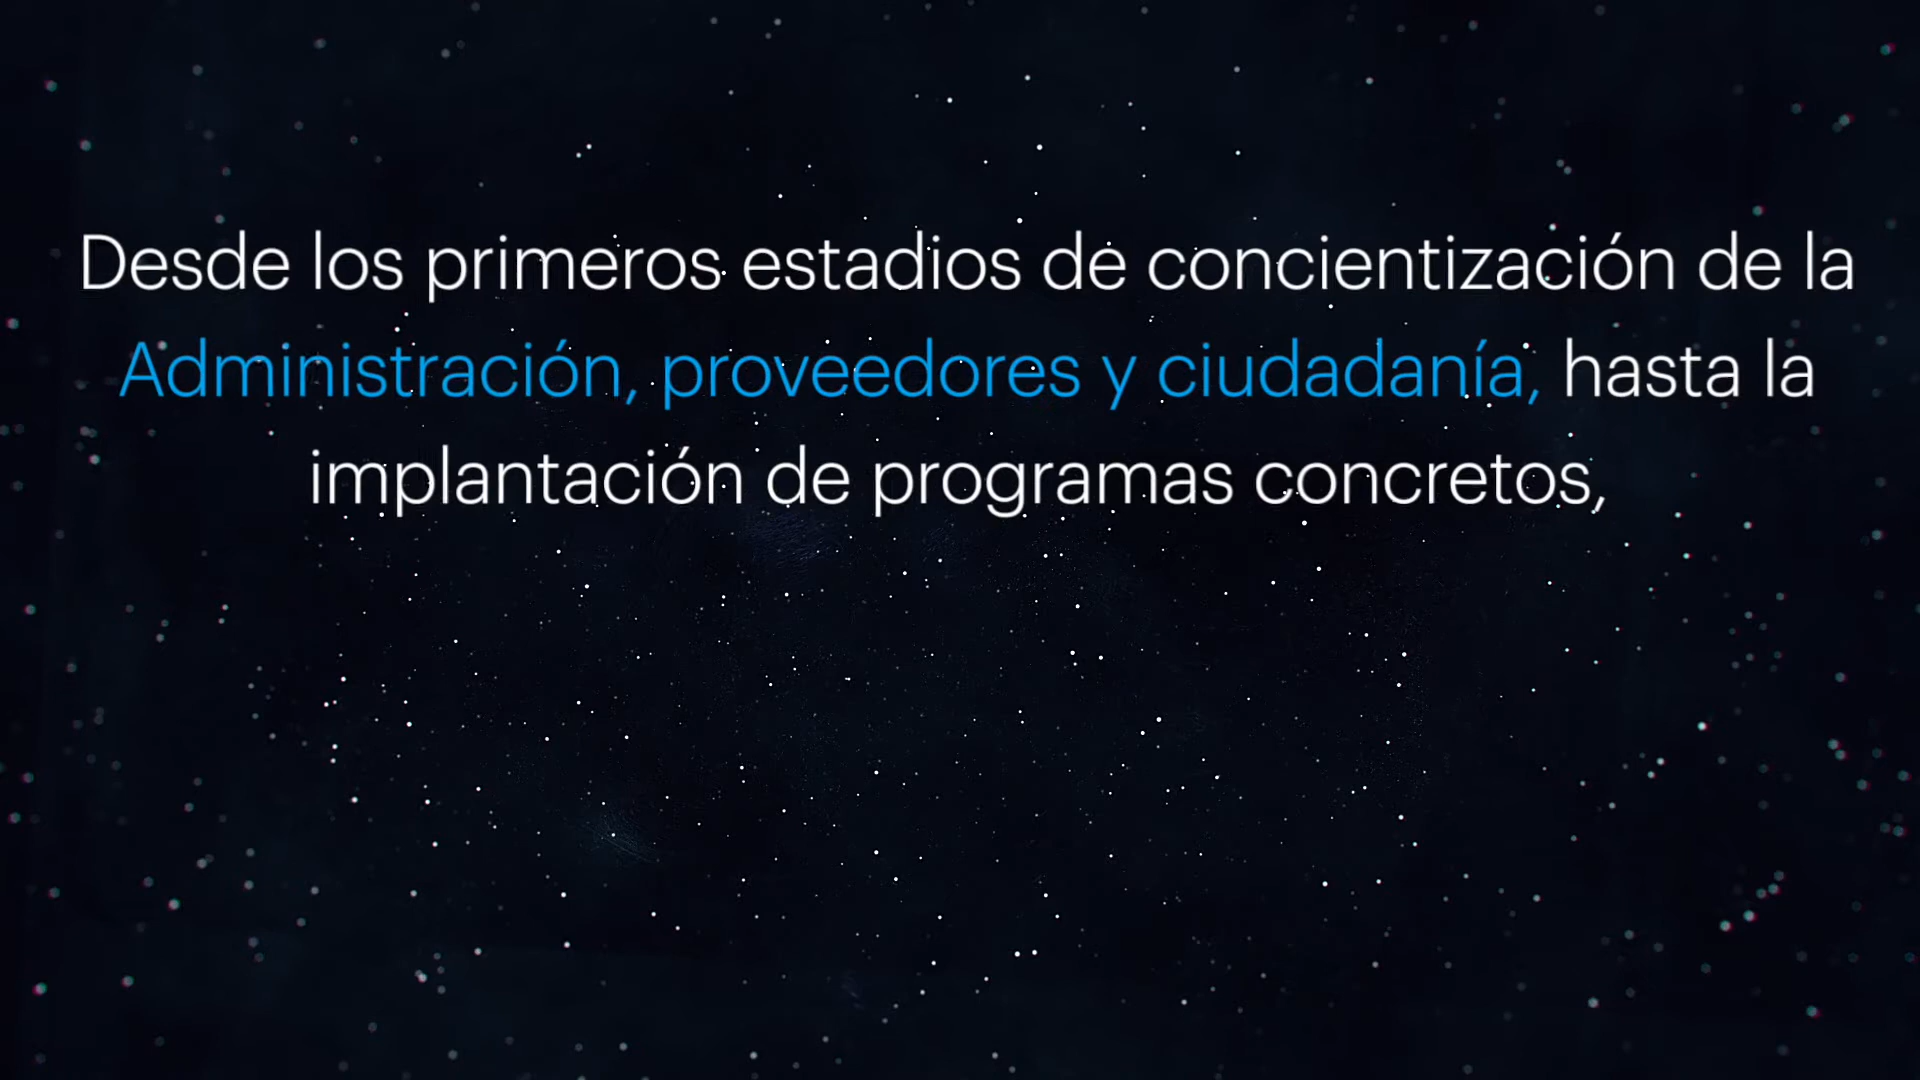 Desde los primeros estadios de concientización de la
Administración, proveedores y ciudadanía, hasta la
implantación de programas concretos,